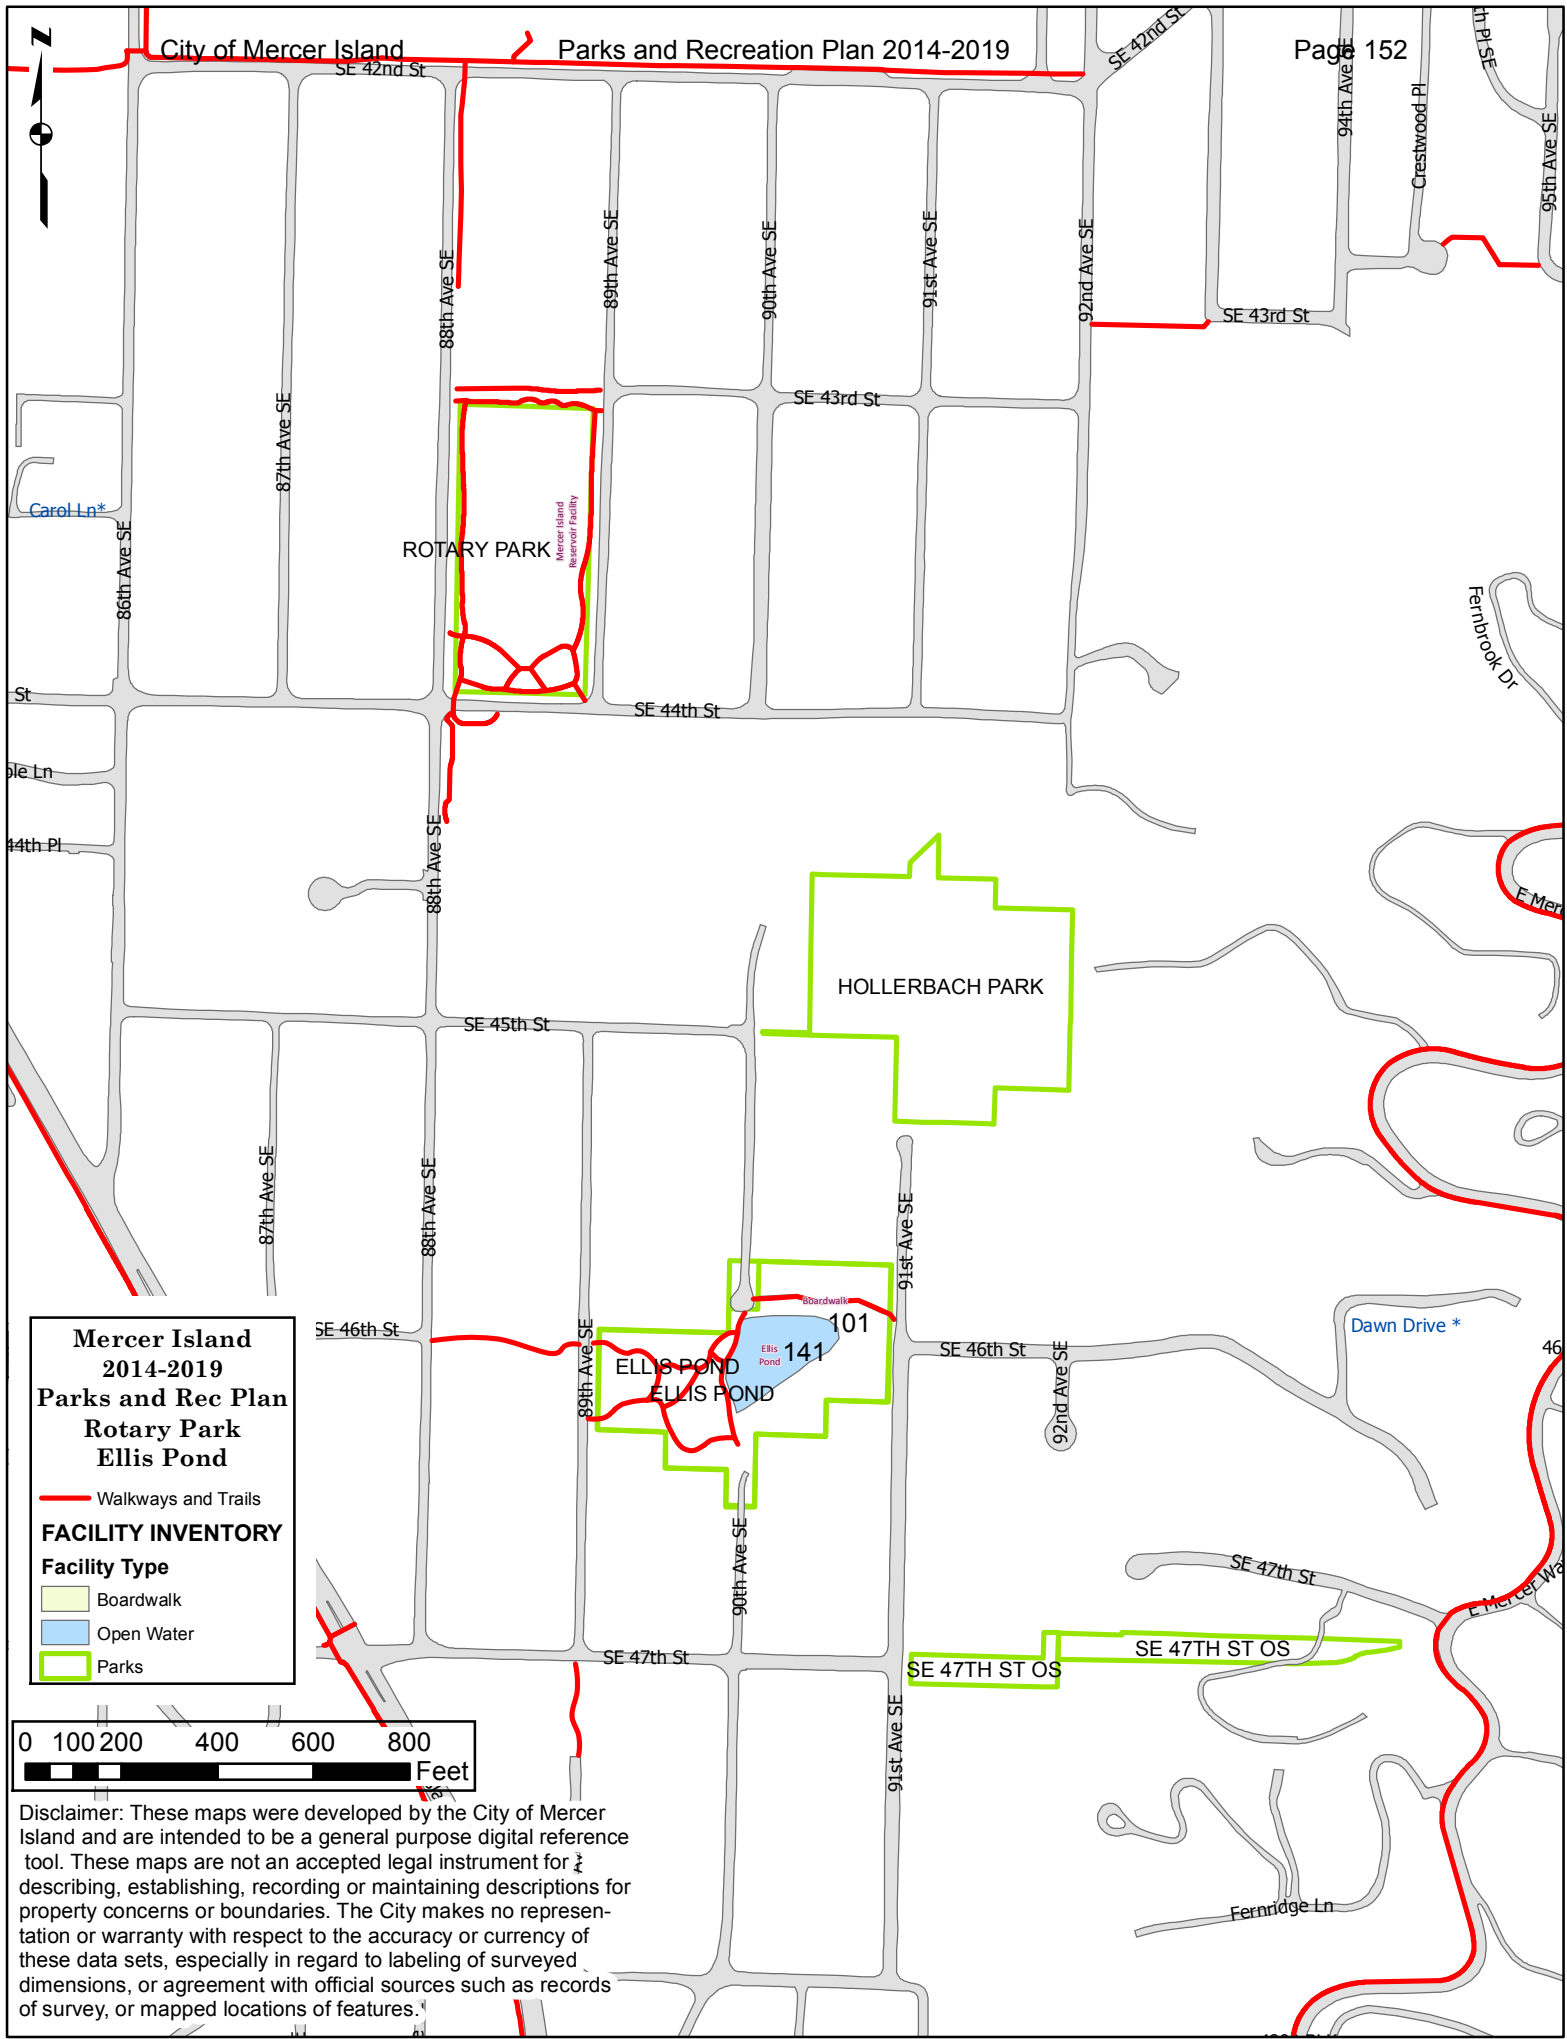 City of Mercer Island
Parks and Recreation Plan 2014-2019
Page 152
Z
SE 42nd St
SE 42nd St
94th Ave SE
Crestwood Pl
th Pl SE
95th Ave SE
88th Ave SE
89th Ave SE
90th Ave SE
91st Ave SE
92nd Ave SE
SE 43rd St
87th Ave SE
SE 43rd St
Carol Ln*
86th Ave SE
ROTARY PARK
Mercer Island
Reservoir Facility
Fernbrook Dr
St
SE 44th St
ple Ln
44th Pl
88th Ave SE
E Merc
HOLLERBACH PARK
SE 45th St
87th Ave SE
88th Ave SE
91st Ave SE
Boardwalk
101
141
Ellis
Pond
SE 46th St
89th Ave SE
ELLIS POND
ELLIS POND
SE 46th St
92nd Ave SE
Dawn Drive *
46
Mercer Island
2014-2019
Parks and Rec Plan
Rotary Park
Ellis Pond
Walkways and Trails
FACILITY INVENTORY
Facility Type
Boardwalk
Open Water
Parks
90th Ave SE
SE 47th St
E Mercer Wa
SE 47th St
SE 47TH ST OS
SE 47TH ST OS
91st Ave SE
0 100 200 400 600 800
Feet
Fernridge Ln
Disclaimer: These maps were developed by the City of Mercer
Island and are intended to be a general purpose digital reference
tool. These maps are not an accepted legal instrument for
describing, establishing, recording or maintaining descriptions for
property concerns or boundaries. The City makes no represen-
tation or warranty with respect to the accuracy or currency of
these data sets, especially in regard to labeling of surveyed
dimensions, or agreement with official sources such as records
of survey, or mapped locations of features.